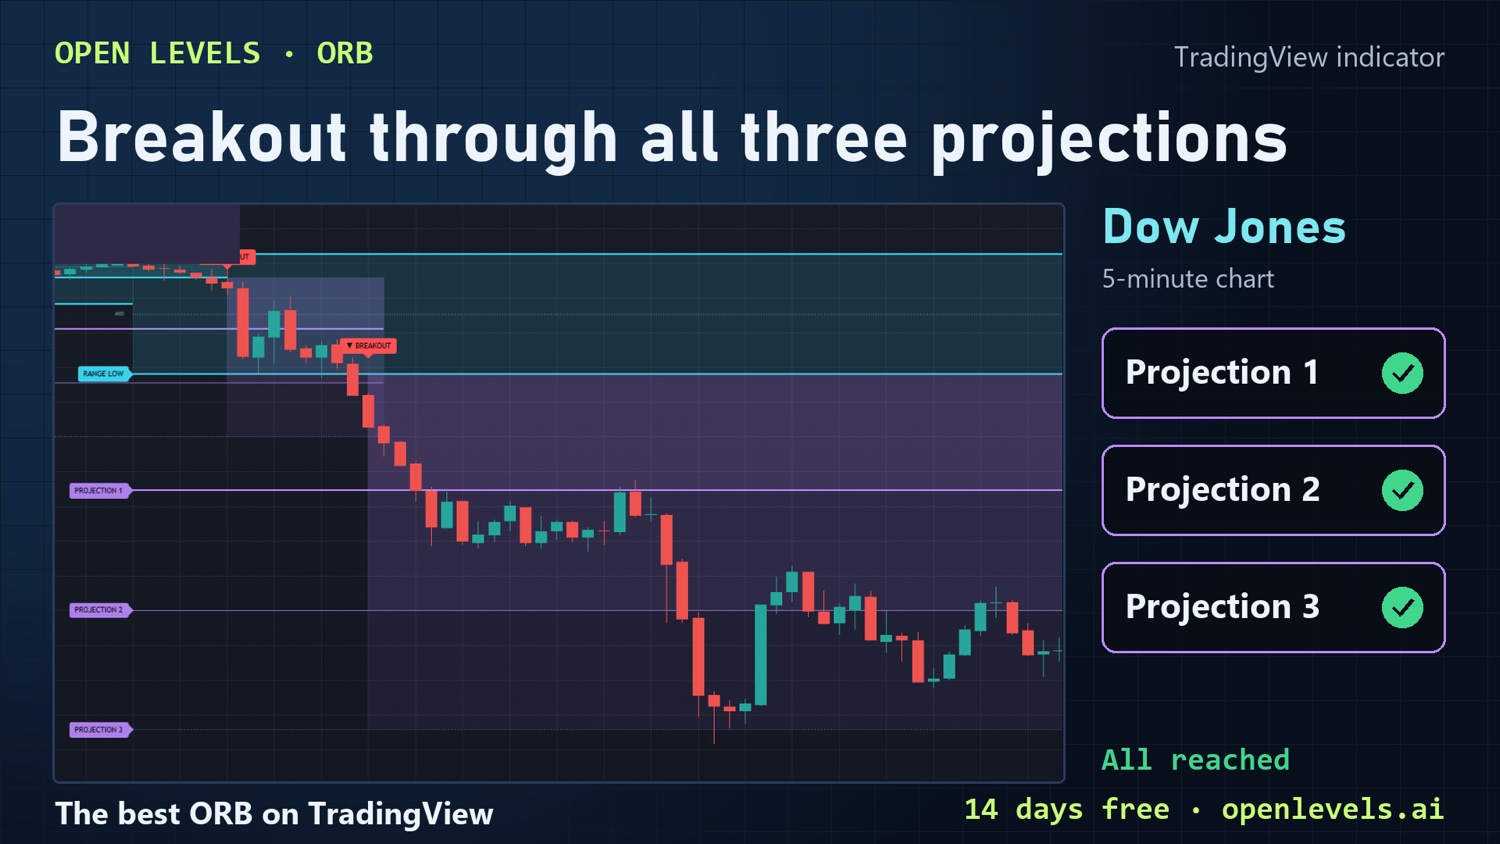 OPEN LEVELS · ORB
TradingView indicator
Breakout through all three projections
Dow Jones
5-minute chart
UT
▼ BREAKOUT
RANGE LOW
PROJECTION 1
PROJECTION 2
PROJECTION 3
Projection 1
Projection 2
Projection 3
All reached
The best ORB on TradingView
14 days free · openlevels.ai